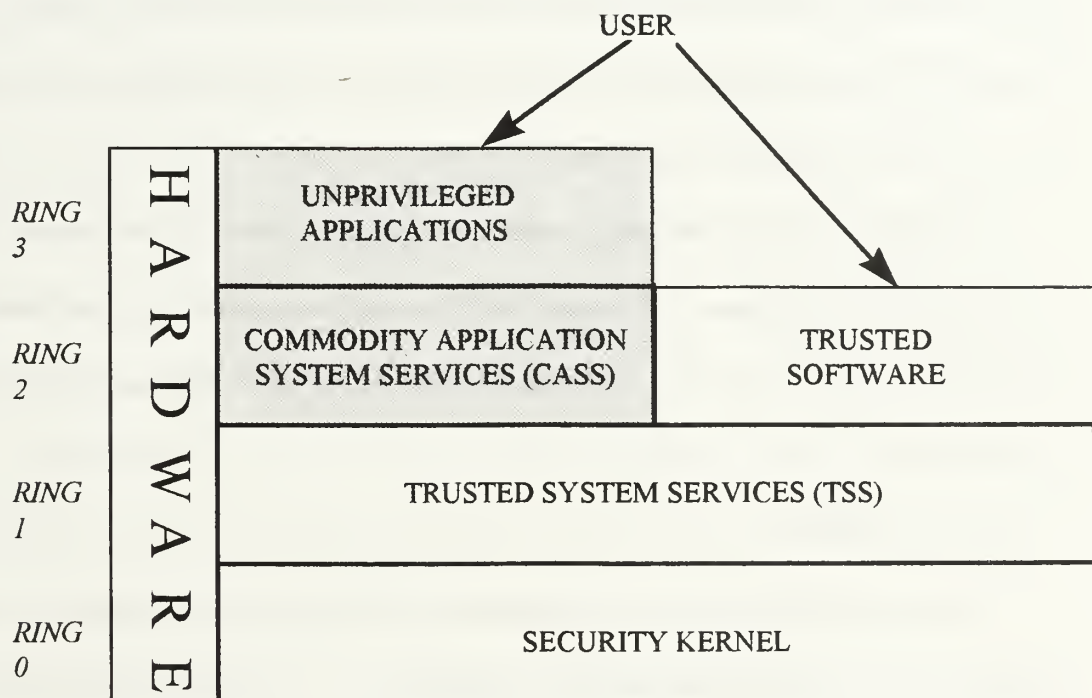 USER
RING
3
UNPRIVILEGED
APPLICATIONS
RING
2
COMMODITY APPLICATION
SYSTEM SERVICES (CASS)
TRUSTED
SOFTWARE
RING
1
TRUSTED SYSTEM SERVICES (TSS)
RING
0
SECURITY KERNEL
HARDWARE